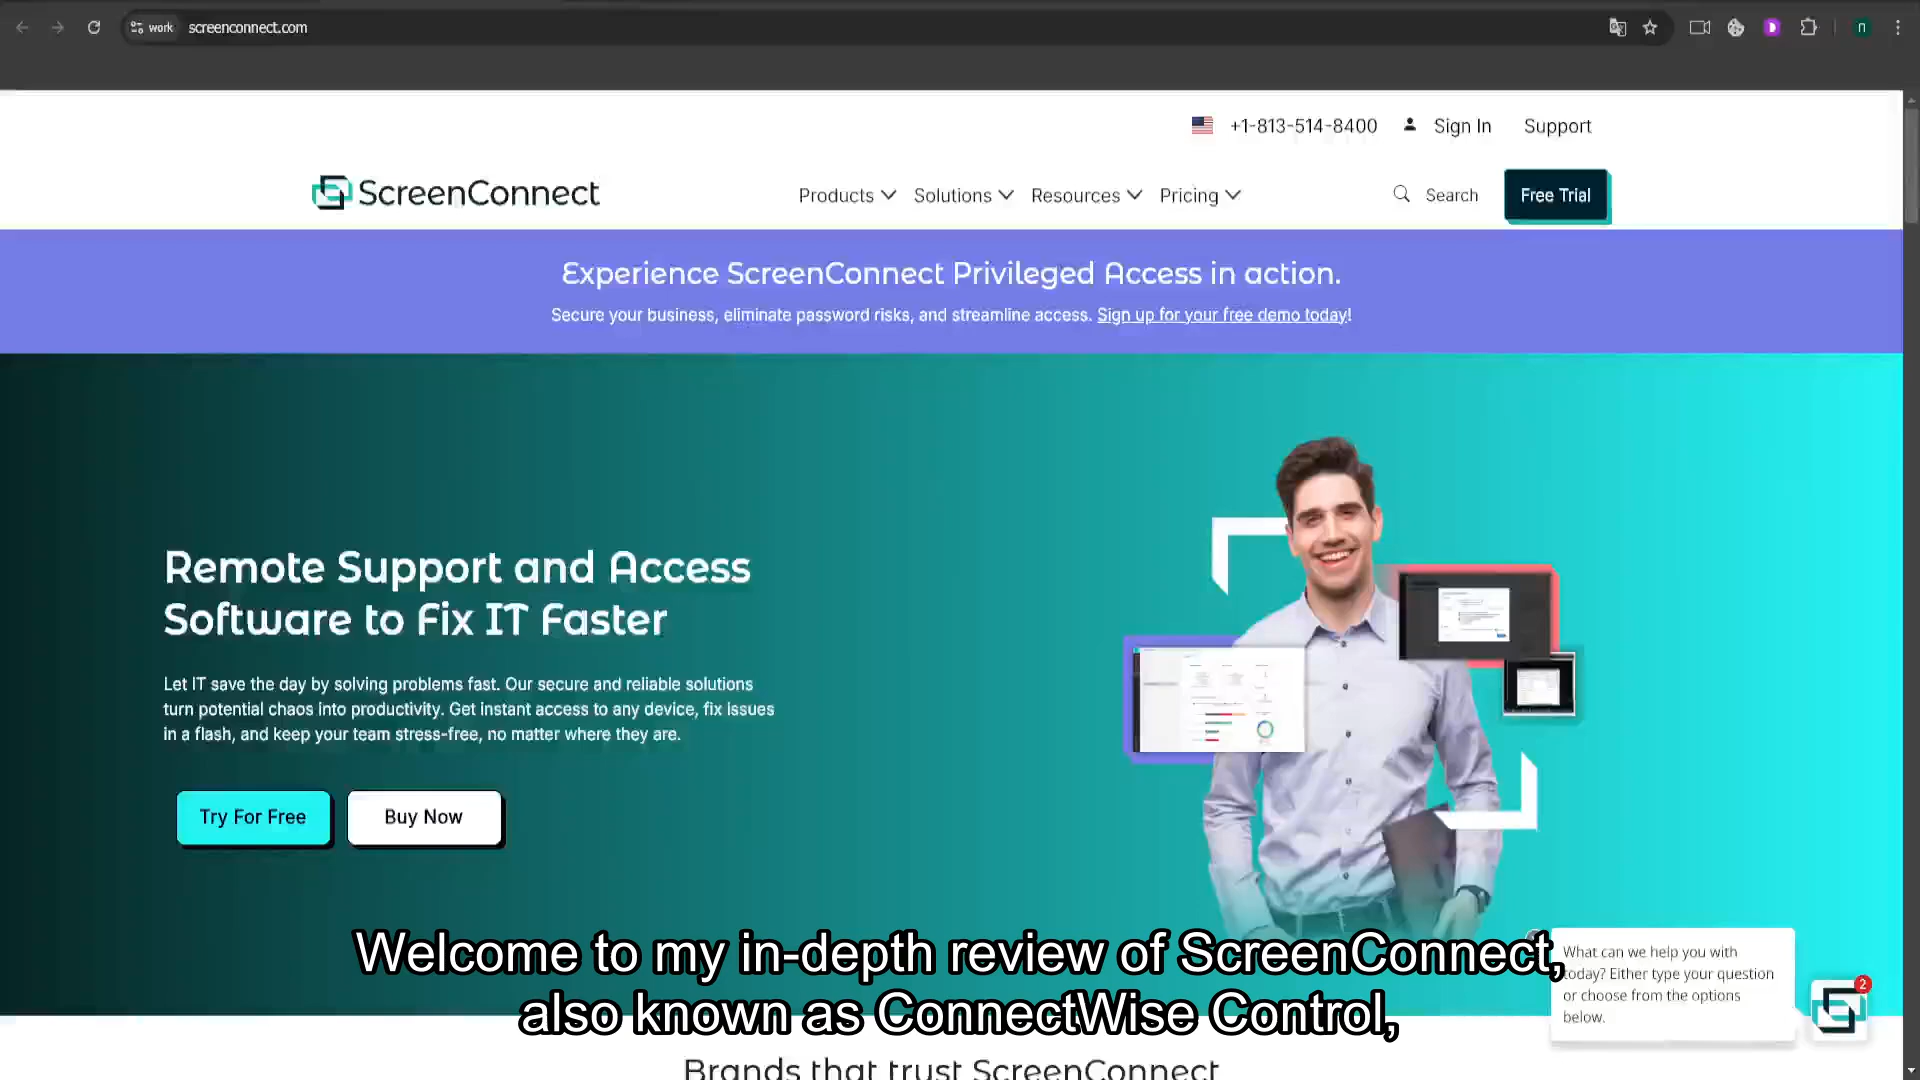 work screenconnect.com
+1-813-514-8400 Sign In Support
ScreenConnect Products Solutions Resources Pricing Search Free Trial
Experience ScreenConnect Privileged Access in action.
Secure your business, eliminate password risks, and streamline access. Sign up for your free demo today!
Remote Support and Access
Software to Fix IT Faster
Let IT save the day by solving problems fast. Our secure and reliable solutions
turn potential chaos into productivity. Get instant access to any device, fix issues
in a flash, and keep your team stress-free, no matter where they are.
Try For Free Buy Now
Welcome to my in-depth review of ScreenConnect,
also known as ConnectWise Control,
What can we help you with
today? Either type your question
or choose from the options
below.
2
Brands that trust ScreenConnect